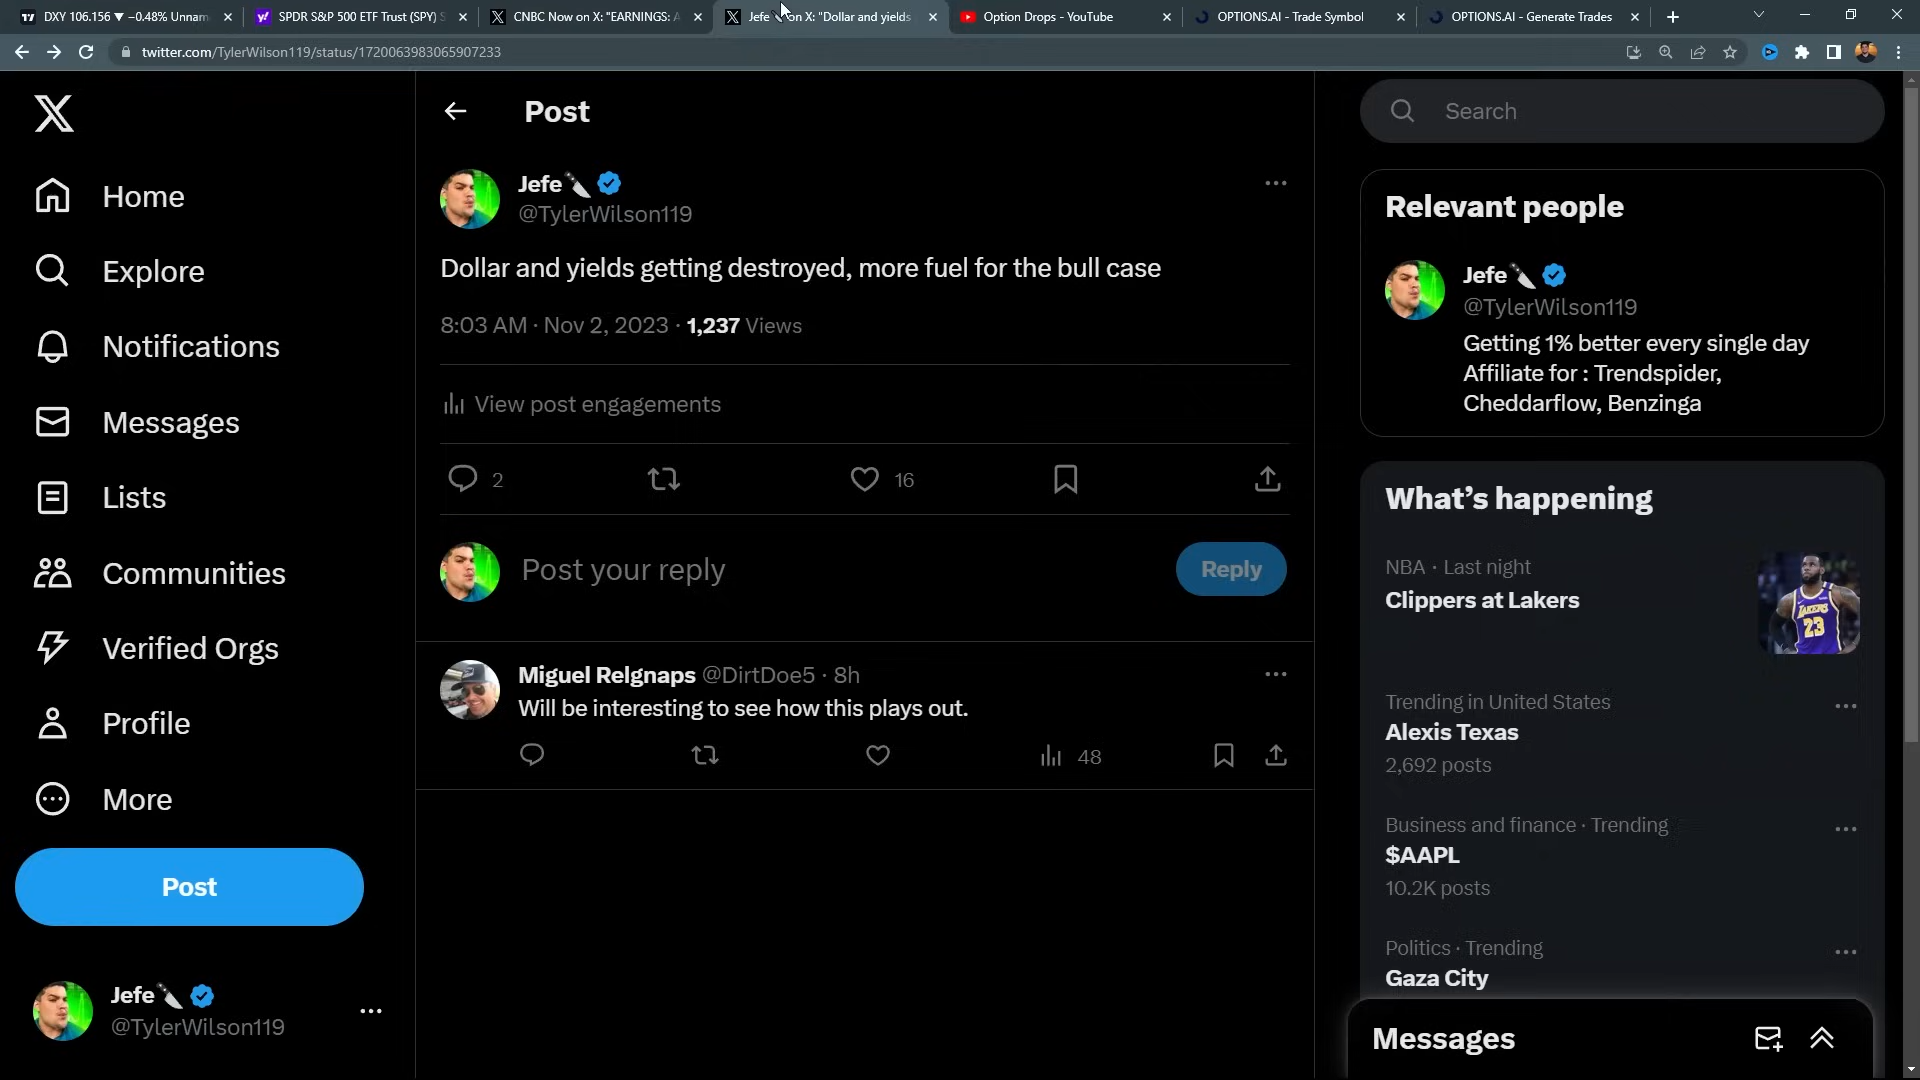 DXY 106.156 ▼ −0.48% Unnam
SPDR S&P 500 ETF Trust (SPY)
CNBC Now on X: "EARNINGS: A
Jefe on X: "Dollar and yields
Option Drops - YouTube
OPTIONS.AI - Trade Symbol
OPTIONS.AI - Generate Trades
twitter.com/TylerWilson119/status/1720063983065907233
Home
Explore
Notifications
Messages
Lists
Communities
Verified Orgs
Profile
More
Post
Jefe
@TylerWilson119
Post
Jefe
@TylerWilson119
Dollar and yields getting destroyed, more fuel for the bull case
8:03 AM · Nov 2, 2023 · 1,237 Views
View post engagements
2
16
Post your reply
Reply
Miguel Relgnaps @DirtDoe5 · 8h
Will be interesting to see how this plays out.
48
Search
Relevant people
Jefe
@TylerWilson119
Getting 1% better every single day
Affiliate for : Trendspider,
Cheddarflow, Benzinga
What's happening
NBA · Last night
Clippers at Lakers
LAKERS
23
Trending in United States
Alexis Texas
2,692 posts
Business and finance · Trending
$AAPL
10.2K posts
Politics · Trending
Gaza City
Messages